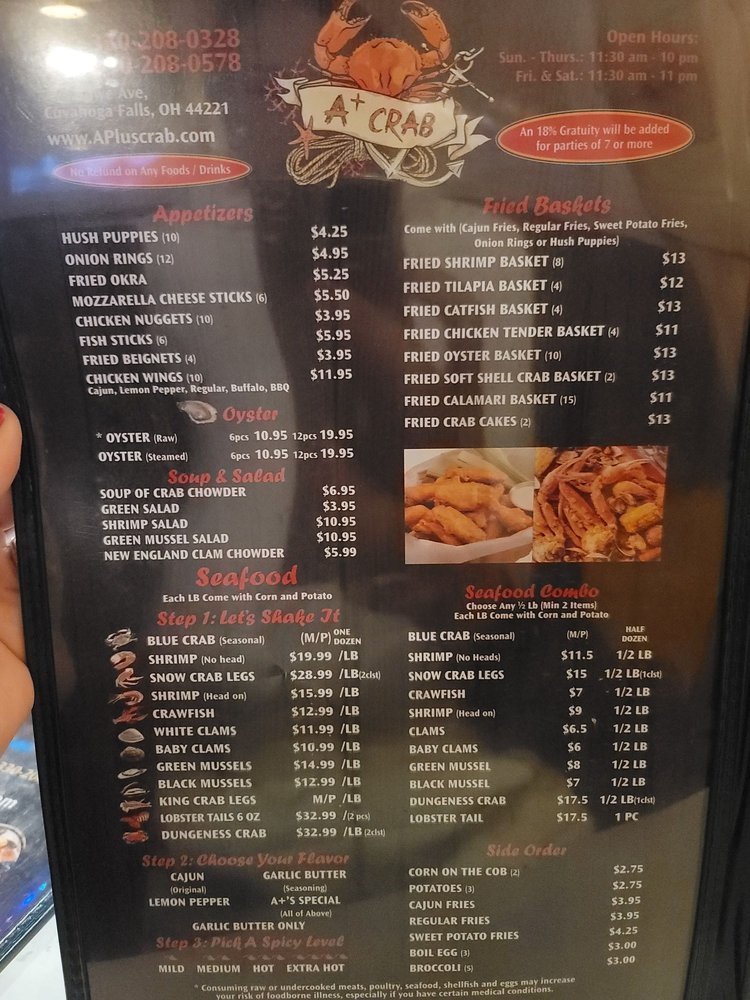 0-208-0328
0-208-0578
Ave,
Cuyahoga Falls, OH 44221
www.APluscrab.com
No Refund on Any Foods / Drinks
A+ CRAB
Open Hours:
Sun. - Thurs.: 11:30 am - 10 pm
Fri. & Sat.: 11:30 am - 11 pm
An 18% Gratuity will be added
for parties of 7 or more
Appetizers
HUSH PUPPIES (10) $4.25
ONION RINGS (12) $4.95
FRIED OKRA $5.25
MOZZARELLA CHEESE STICKS (6) $5.50
CHICKEN NUGGETS (10) $3.95
FISH STICKS (6) $5.95
FRIED BEIGNETS (4) $3.95
CHICKEN WINGS (10) $11.95
Cajun, Lemon Pepper, Regular, Buffalo, BBQ
Oyster
* OYSTER (Raw) 6pcs 10.95 12pcs 19.95
OYSTER (Steamed) 6pcs 10.95 12pcs 19.95
Soup & Salad
SOUP OF CRAB CHOWDER $6.95
GREEN SALAD $3.95
SHRIMP SALAD $10.95
GREEN MUSSEL SALAD $10.95
NEW ENGLAND CLAM CHOWDER $5.99
Fried Baskets
Come with (Cajun Fries, Regular Fries, Sweet Potato Fries,
Onion Rings or Hush Puppies)
FRIED SHRIMP BASKET (8) $13
FRIED TILAPIA BASKET (4) $12
FRIED CATFISH BASKET (4) $13
FRIED CHICKEN TENDER BASKET (4) $11
FRIED OYSTER BASKET (10) $13
FRIED SOFT SHELL CRAB BASKET (2) $13
FRIED CALAMARI BASKET (15) $11
FRIED CRAB CAKES (2) $13
Seafood
Each LB Come with Corn and Potato
Step 1: Let's Shake It
BLUE CRAB (Seasonal) (M/P) ONE DOZEN
SHRIMP (No head) $19.99 /LB
SNOW CRAB LEGS $28.99 /LB(2clst)
SHRIMP (Head on) $15.99 /LB
CRAWFISH $12.99 /LB
WHITE CLAMS $11.99 /LB
BABY CLAMS $10.99 /LB
GREEN MUSSELS $14.99 /LB
BLACK MUSSELS $12.99 /LB
KING CRAB LEGS M/P /LB
LOBSTER TAILS 6 OZ $32.99 /(2 pcs)
DUNGENESS CRAB $32.99 /LB (2clst)
Step 2: Choose Your Flavor
CAJUN GARLIC BUTTER
(Original) (Seasoning)
LEMON PEPPER A+'S SPECIAL
(All of Above)
GARLIC BUTTER ONLY
Step 3: Pick A Spicy Level
MILD MEDIUM HOT EXTRA HOT
Seafood Combo
Choose Any ½ Lb (Min 2 Items)
Each LB Come with Corn and Potato
BLUE CRAB (Seasonal) (M/P) HALF DOZEN
SHRIMP (No Heads) $11.5 1/2 LB
SNOW CRAB LEGS $15 1/2 LB(1clst)
CRAWFISH $7 1/2 LB
SHRIMP (Head on) $9 1/2 LB
CLAMS $6.5 1/2 LB
BABY CLAMS $6 1/2 LB
GREEN MUSSEL $8 1/2 LB
BLACK MUSSEL $7 1/2 LB
DUNGENESS CRAB $17.5 1/2 LB(1clst)
LOBSTER TAIL $17.5 1 PC
Side Order
CORN ON THE COB (2) $2.75
POTATOES (3) $2.75
CAJUN FRIES $3.95
REGULAR FRIES $3.95
SWEET POTATO FRIES $4.25
BOIL EGG (3) $3.00
BROCCOLI (5) $3.00
* Consuming raw or undercooked meats, poultry, seafood, shellfish and eggs may increase
your risk of foodborne illness, especially if you have certain medical conditions.